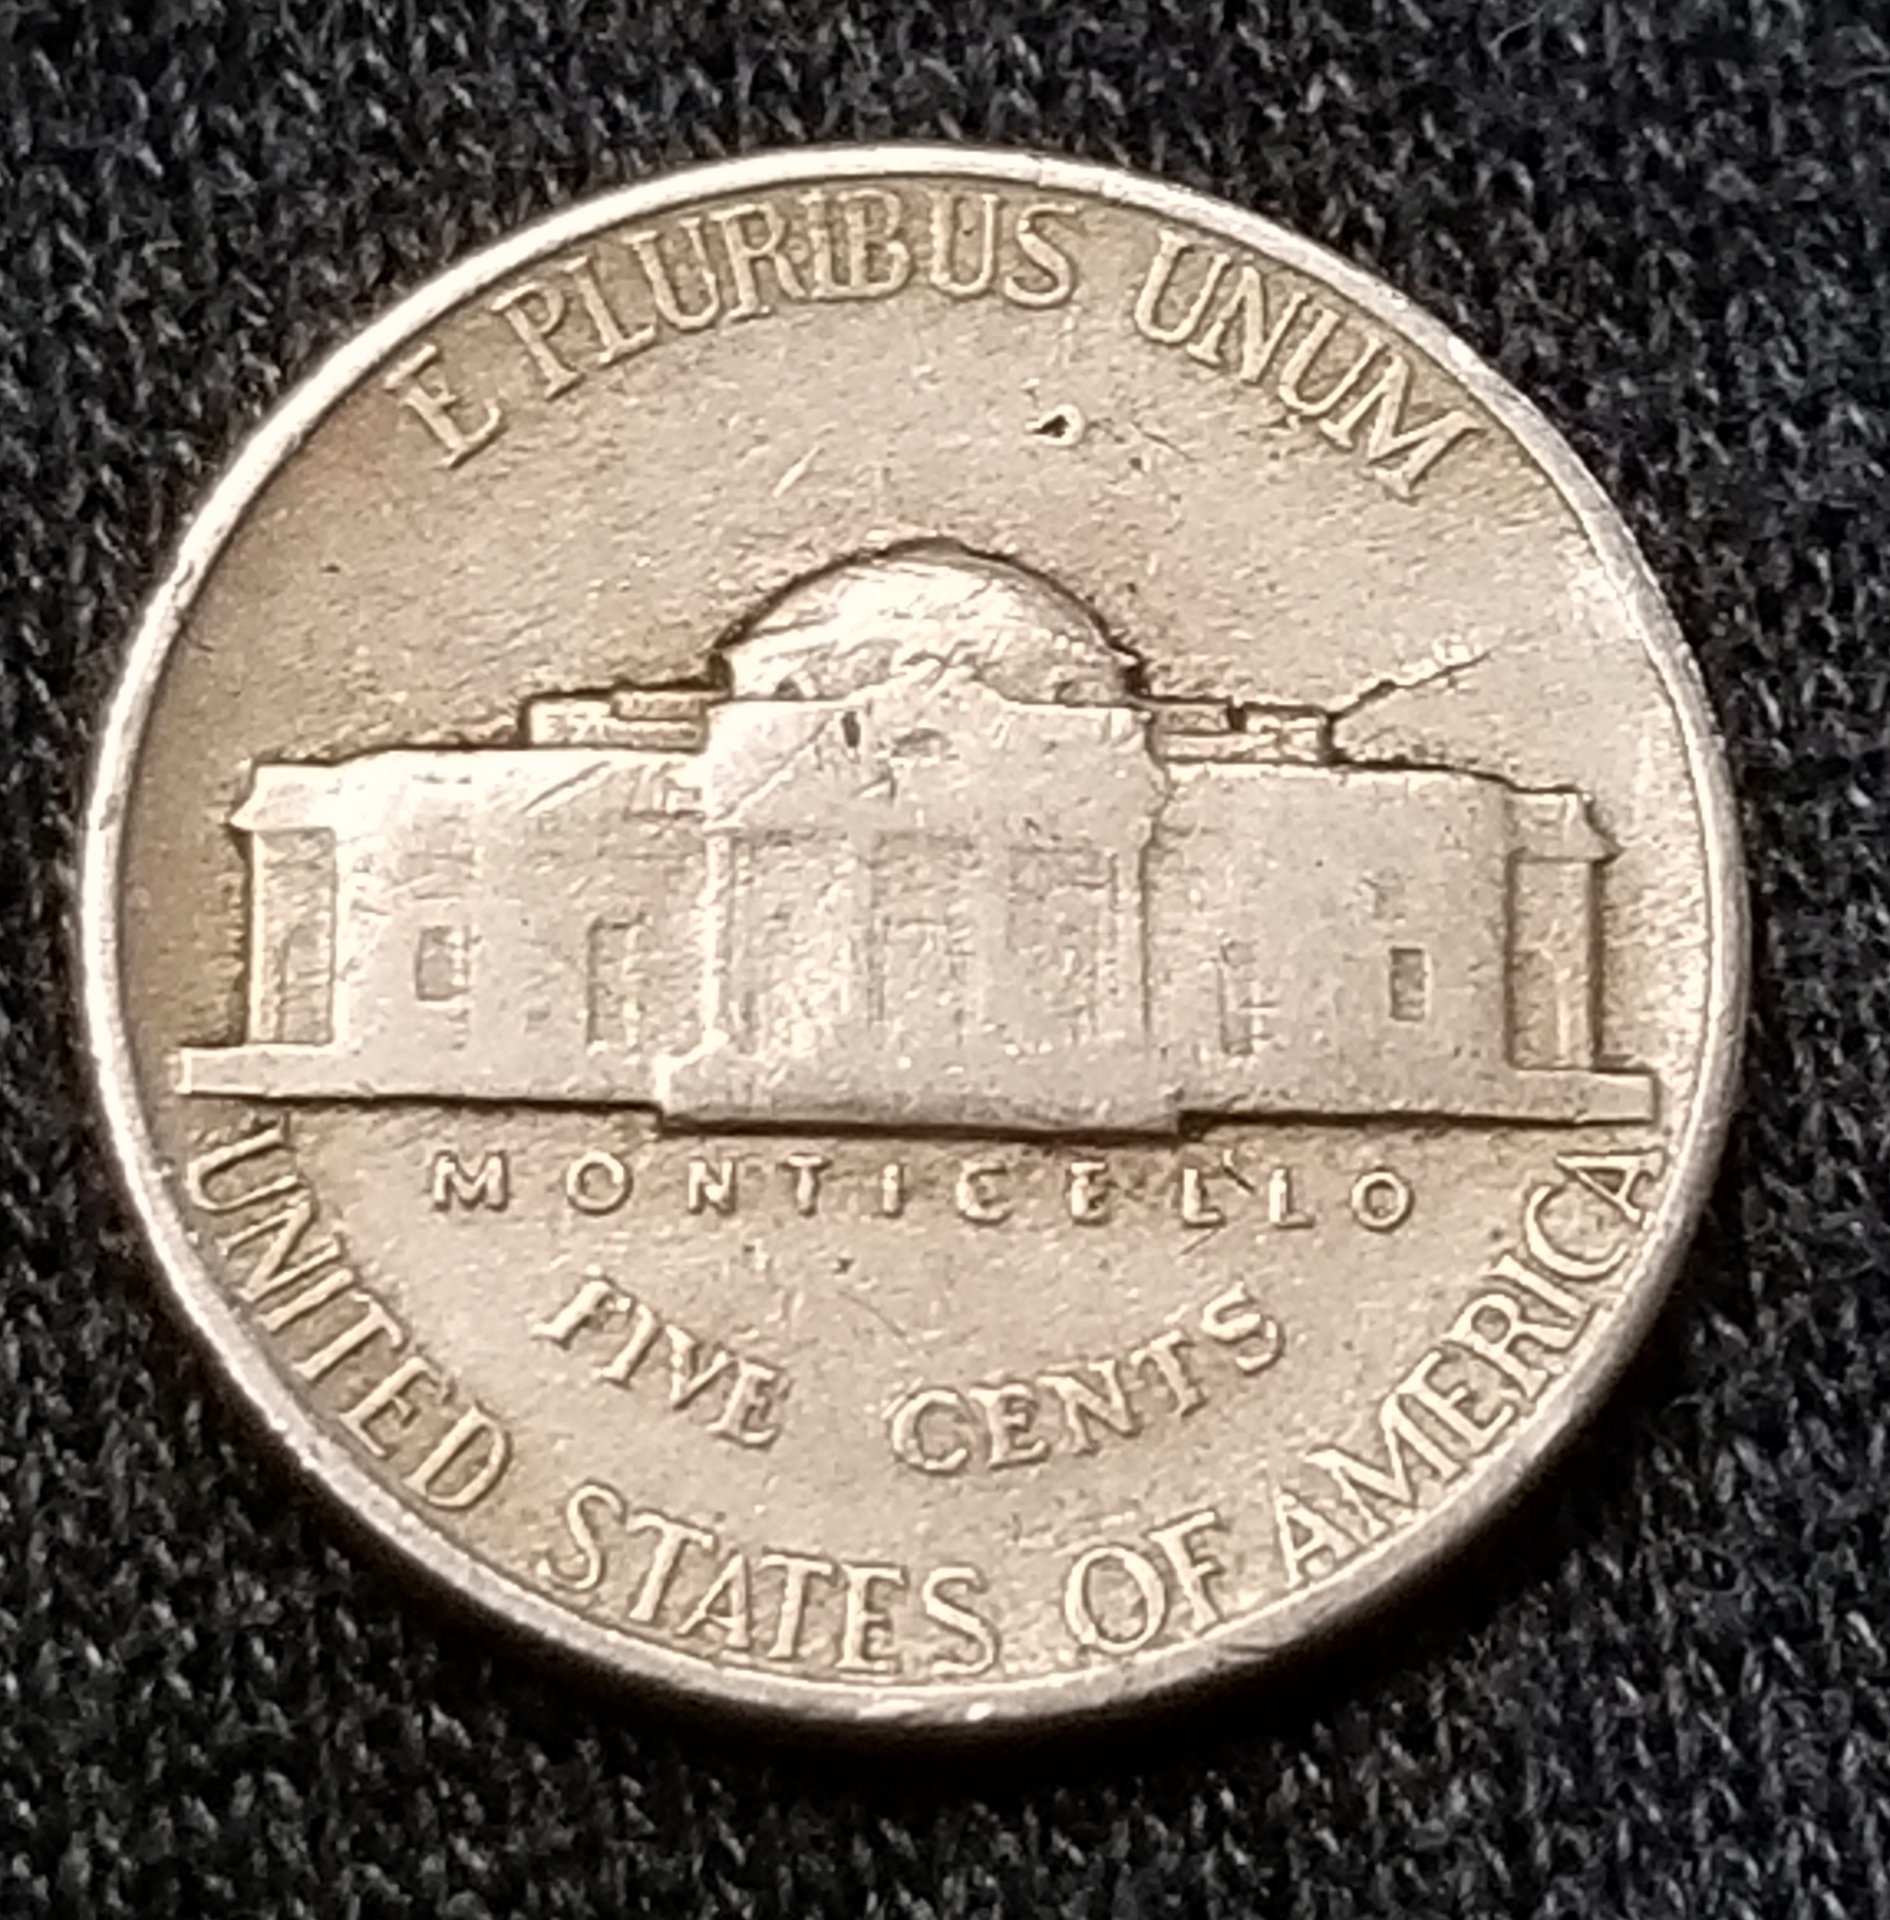 E PLURIBUS UNUM
MONTICELLO
FIVE CENTS
UNITED STATES OF AMERICA